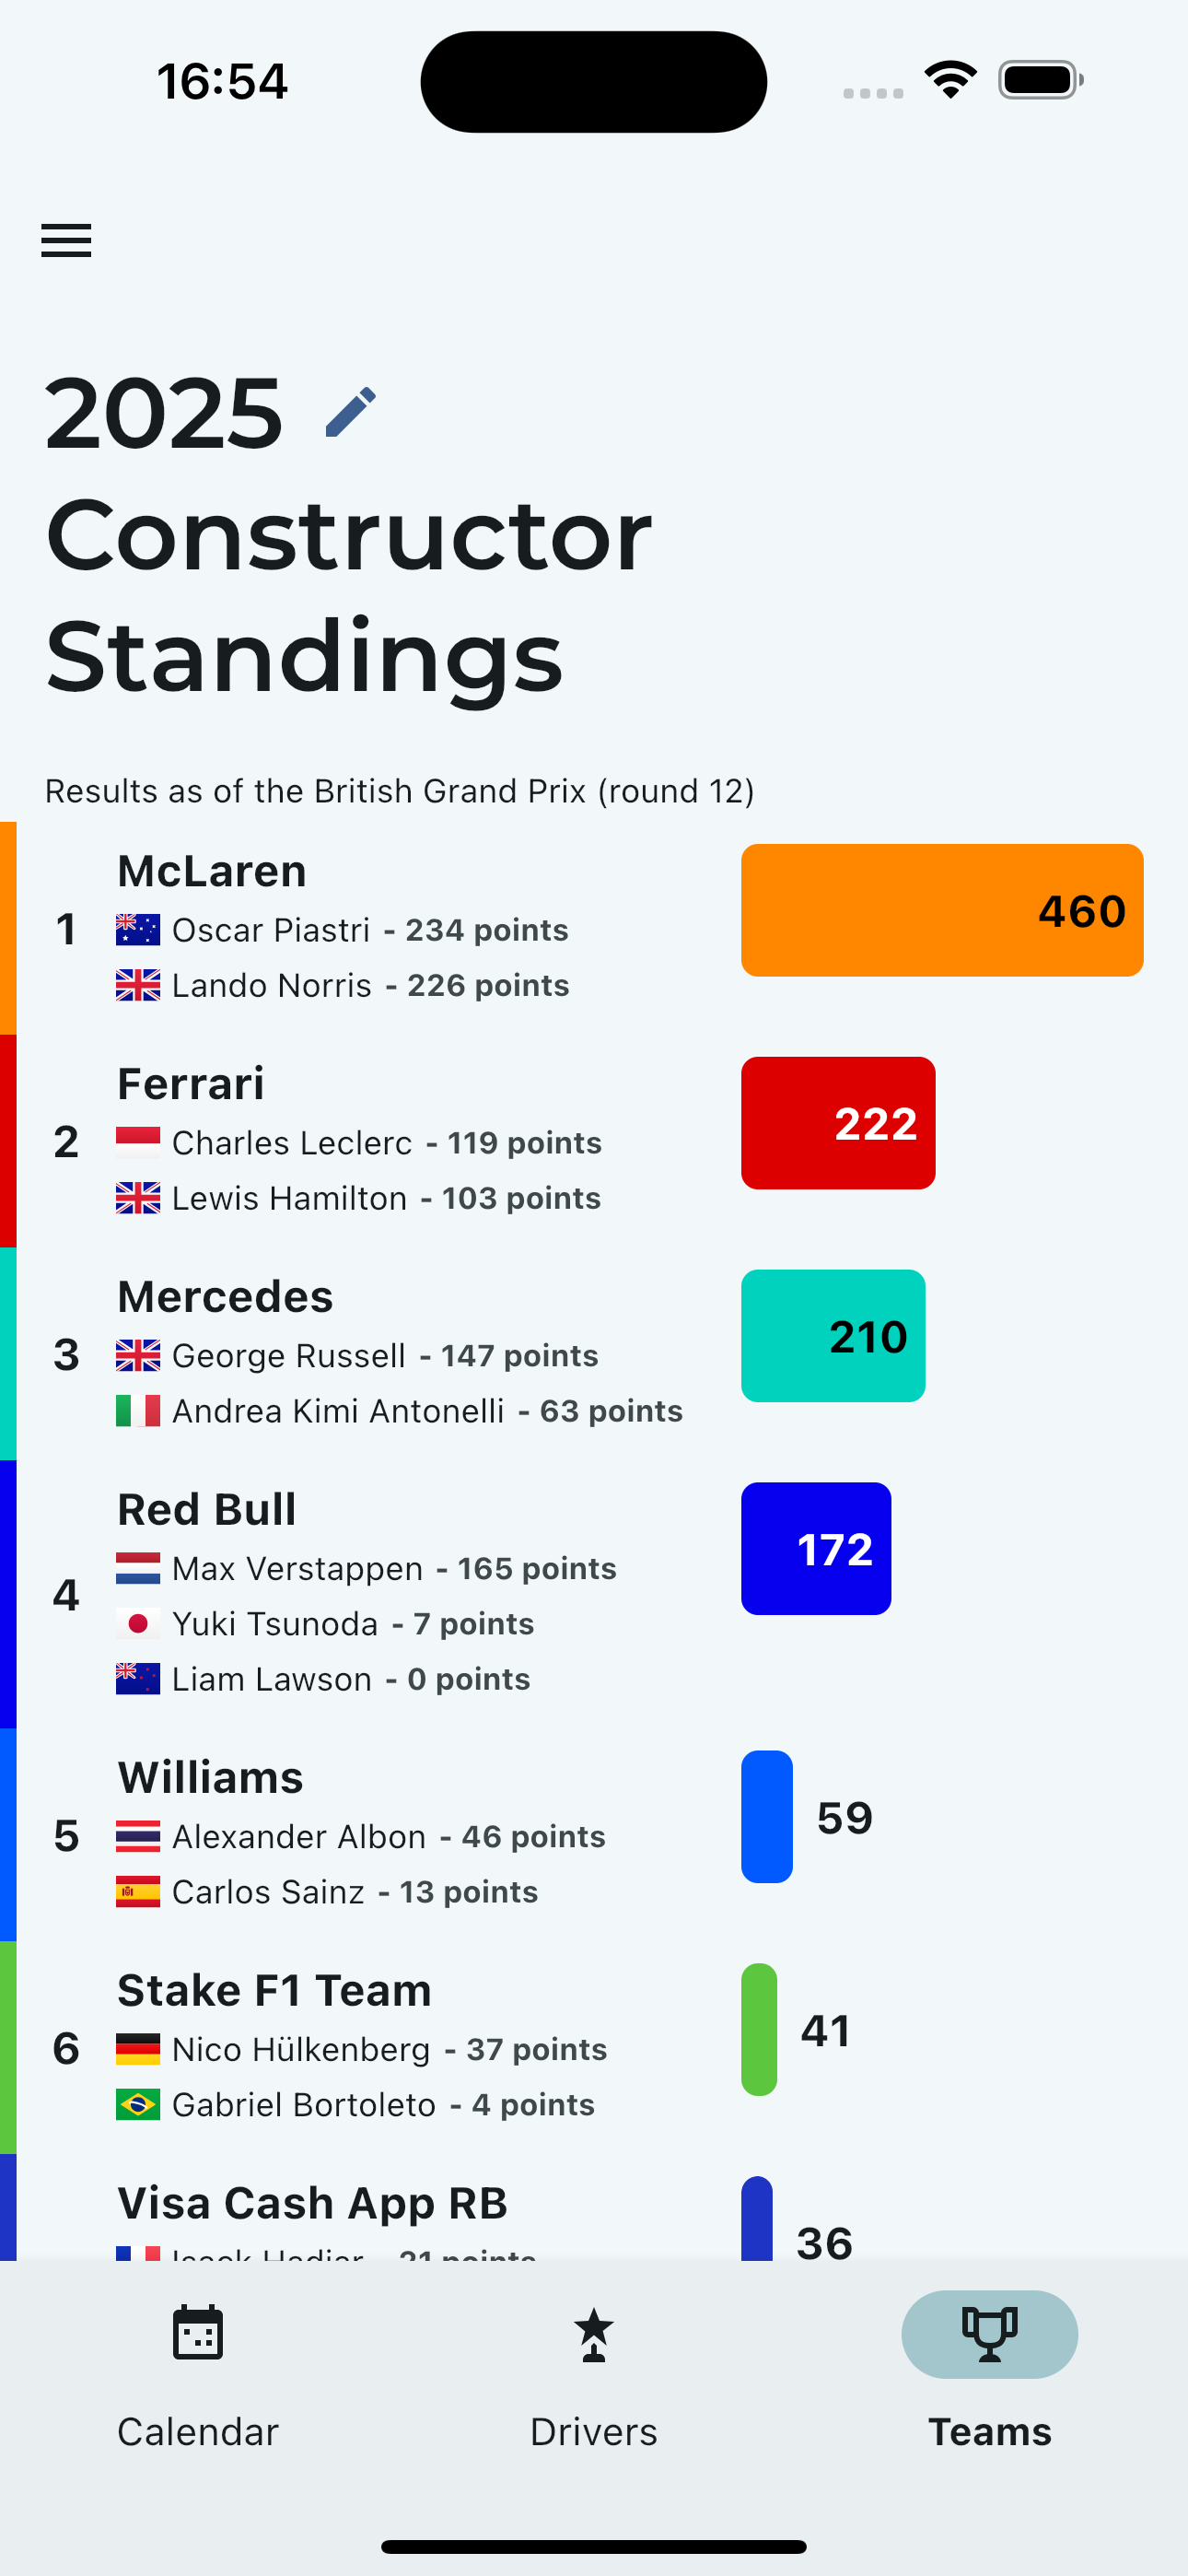 16:54
2025
Constructor
Standings
Results as of the British Grand Prix (round 12)
McLaren
460
1
Oscar Piastri - 234 points
Lando Norris - 226 points
Ferrari
222
2
Charles Leclerc - 119 points
Lewis Hamilton - 103 points
Mercedes
210
3
George Russell - 147 points
Andrea Kimi Antonelli - 63 points
Red Bull
172
4
Max Verstappen - 165 points
Yuki Tsunoda - 7 points
Liam Lawson - 0 points
Williams
59
5
Alexander Albon - 46 points
Carlos Sainz - 13 points
Stake F1 Team
41
6
Nico Hülkenberg - 37 points
Gabriel Bortoleto - 4 points
Visa Cash App RB
36
Isack Hadjar - 21 points
Calendar
Drivers
Teams